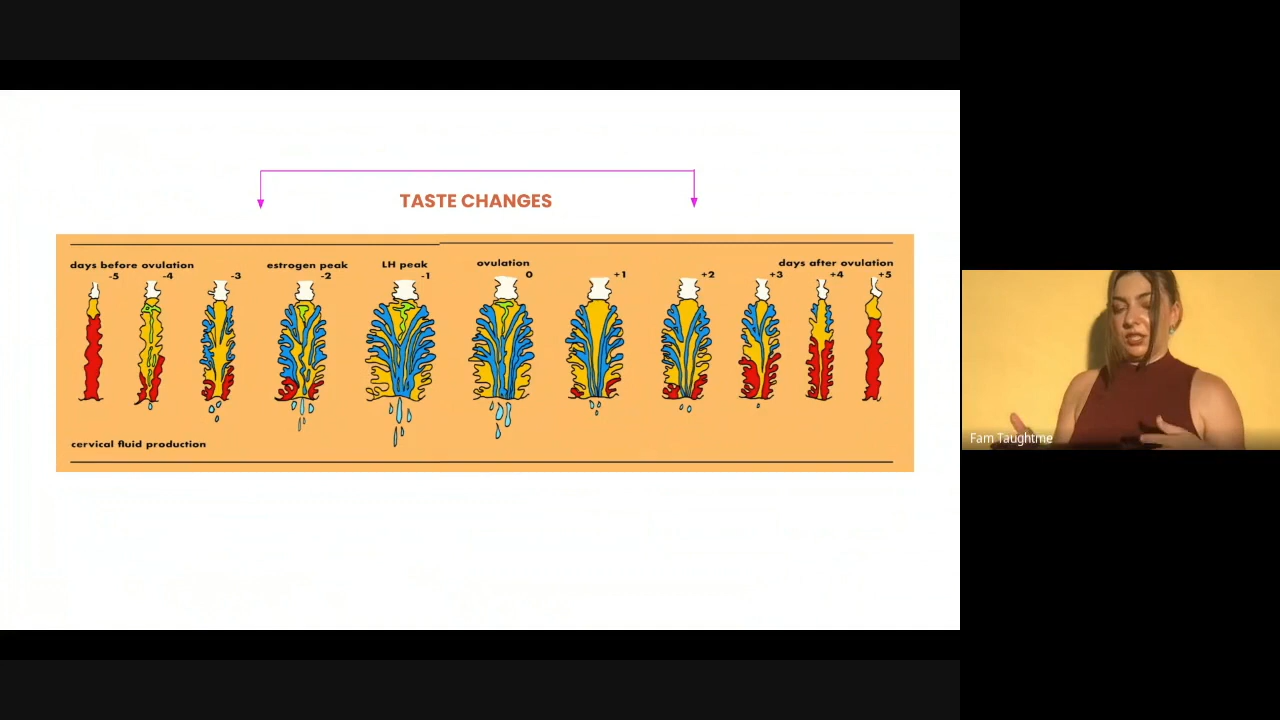 TASTE CHANGES
days before ovulation
estrogen peak
LH peak
ovulation
days after ovulation
-5 -4 -3 -2 -1 0 +1 +2 +3 +4 +5
cervical fluid production
Fam Taughtme